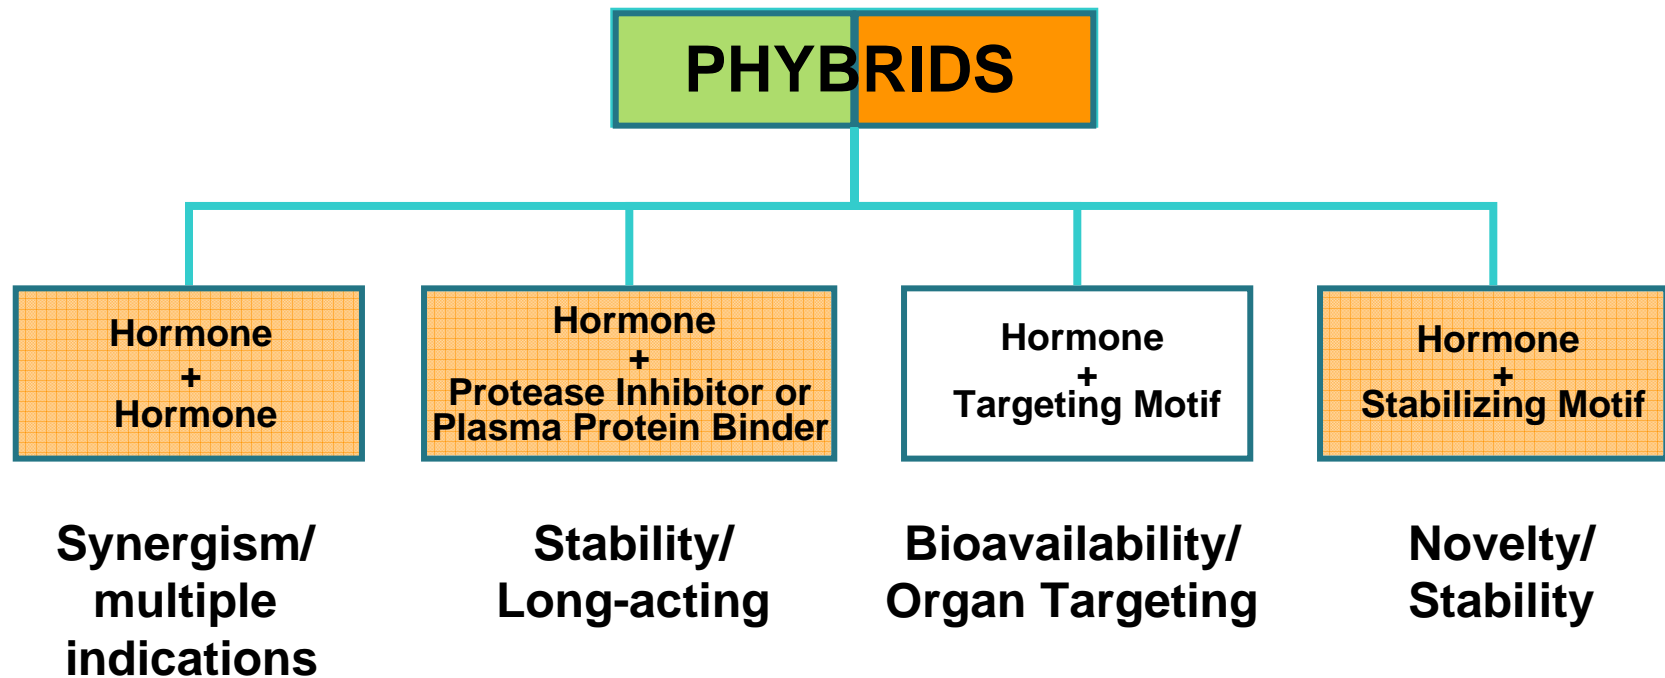 PHYBRIDS
Hormone
+
Hormone
Hormone
+
Protease Inhibitor or
Plasma Protein Binder
Hormone
+
Targeting Motif
Hormone
+
Stabilizing Motif
Synergism/
multiple
indications
Stability/
Long-acting
Bioavailability/
Organ Targeting
Novelty/
Stability